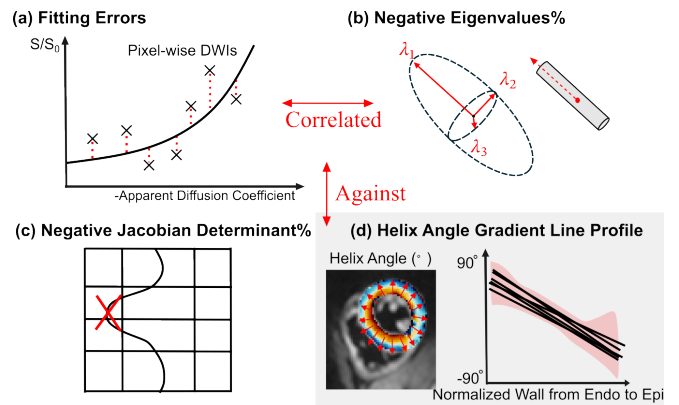 (a) Fitting Errors
(b) Negative Eigenvalues%
S/S₀
Pixel-wise DWIs
λ₁
λ₂
λ₃
Correlated
-Apparent Diffusion Coefficient
Against
(c) Negative Jacobian Determinant%
(d) Helix Angle Gradient Line Profile
Helix Angle (°)
90°
-90°
Normalized Wall from Endo to Epi